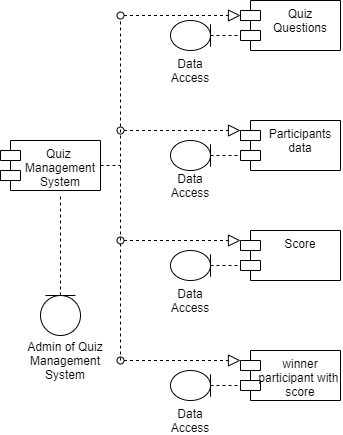 Quiz
Questions
Data
Access
Participants
data
Quiz
Management
System
Data
Access
Score
Data
Access
Admin of Quiz
Management
System
winner
participant with
score
Data
Access